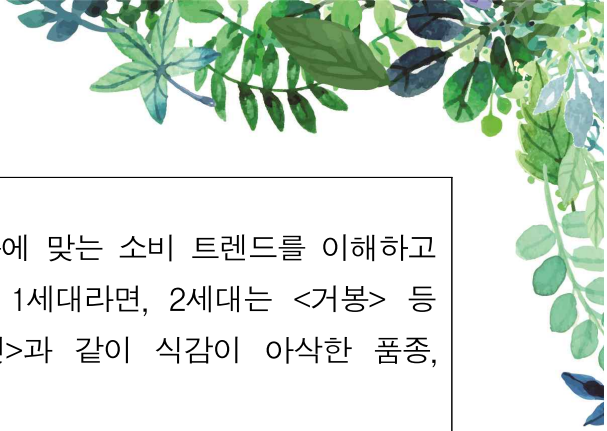 에 맞는 소비 트렌드를 이해하고
1세대라면, 2세대는 <거봉> 등
>과 같이 식감이 아삭한 품종,